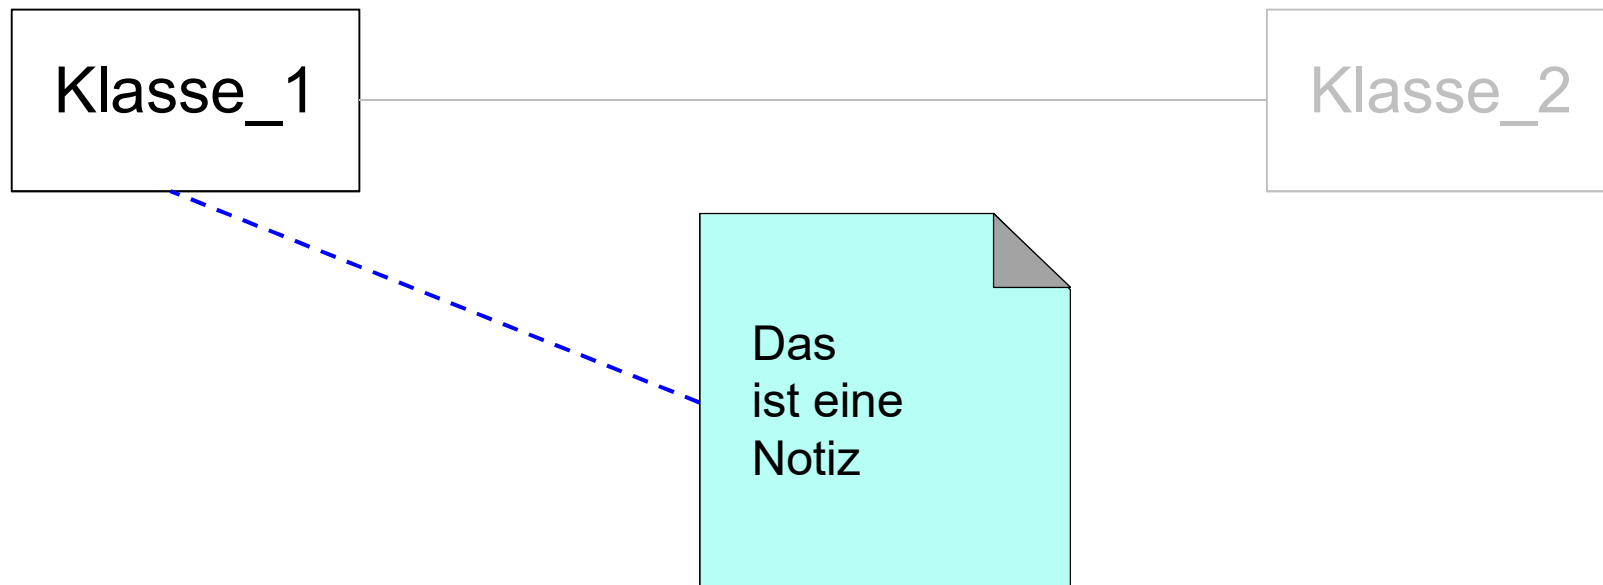 Klasse_1
Klasse_2
Das
ist eine
Notiz